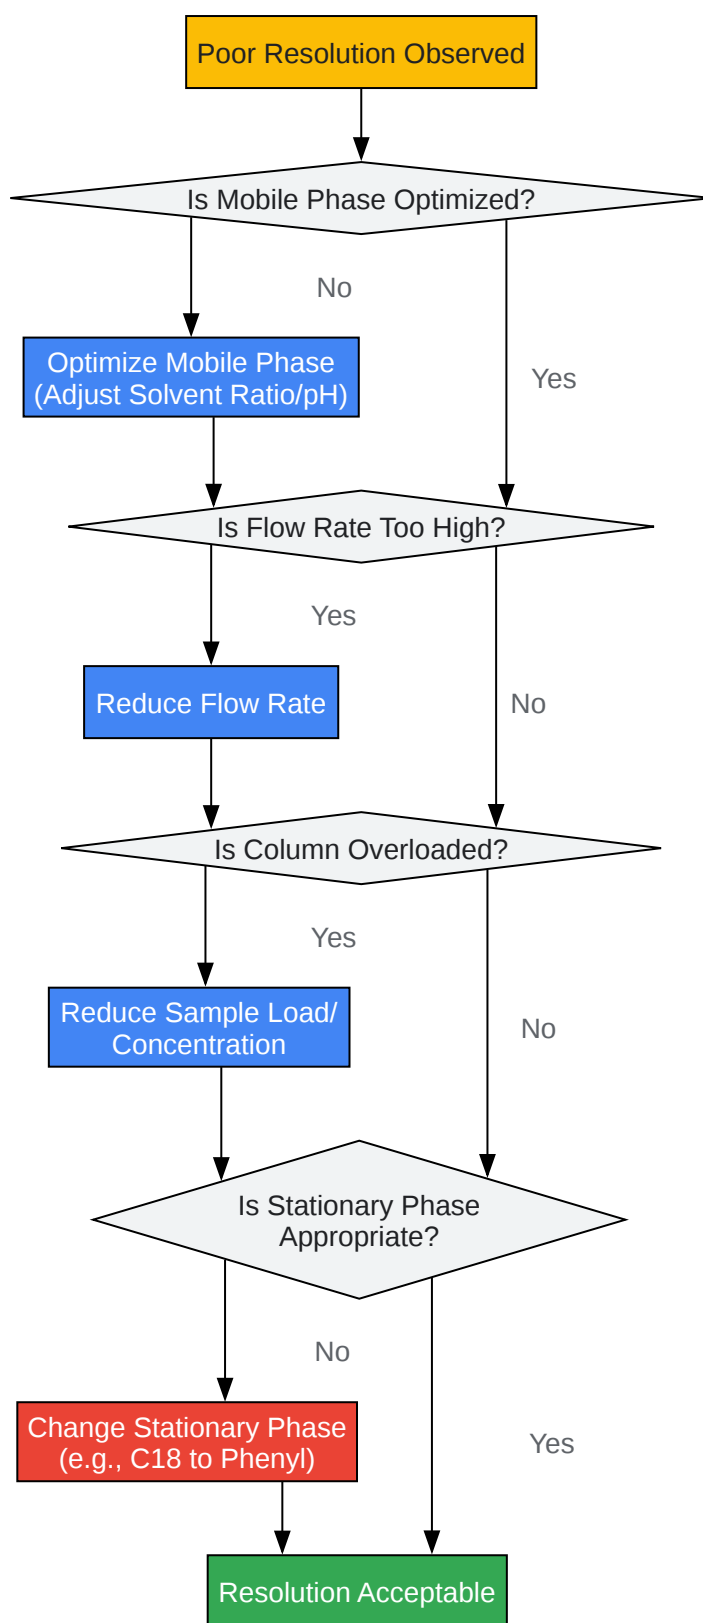 Poor Resolution Observed
Is Mobile Phase Optimized?
No
Optimize Mobile Phase
(Adjust Solvent Ratio/pH)
Yes
Is Flow Rate Too High?
Yes
Reduce Flow Rate
No
Is Column Overloaded?
Yes
Reduce Sample Load/
Concentration
No
Is Stationary Phase
Appropriate?
No
Change Stationary Phase
(e.g., C18 to Phenyl)
Yes
Resolution Acceptable